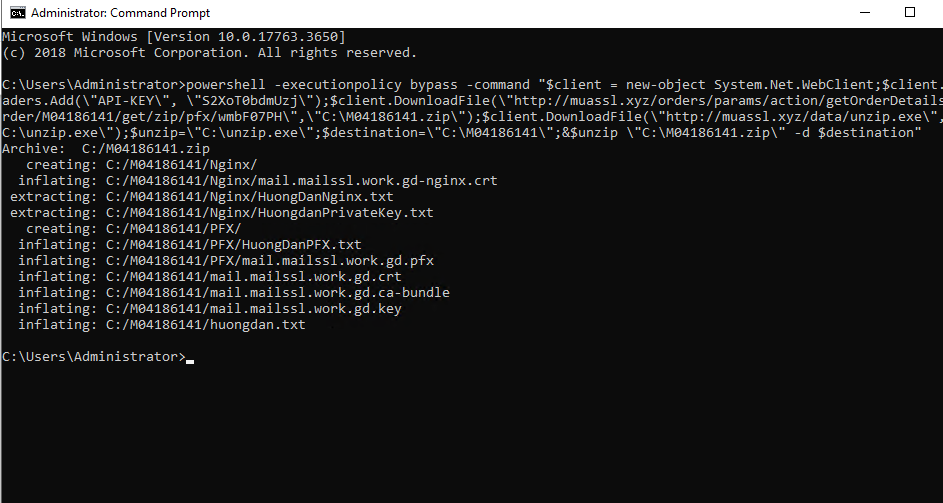 Administrator: Command Prompt
Microsoft Windows [Version 10.0.17763.3650]
(c) 2018 Microsoft Corporation. All rights reserved.
C:\Users\Administrator>powershell -executionpolicy bypass -command "$client = new-object System.Net.WebClient;$client.
aders.Add(\"API-KEY\", \"S2XoT0bdmUzj\");$client.DownloadFile(\"http://muassl.xyz/orders/params/action/getOrderDetails
rder/M04186141/get/zip/pfx/wmbF07PH\",\"C:\M04186141.zip\");$client.DownloadFile(\"http://muassl.xyz/data/unzip.exe\",
C:\unzip.exe\");$unzip=\"C:\unzip.exe\";$destination=\"C:\M04186141\";&$unzip \"C:\M04186141.zip\" -d $destination"
Archive:  C:/M04186141.zip
   creating: C:/M04186141/Nginx/
  inflating: C:/M04186141/Nginx/mail.mailssl.work.gd-nginx.crt
 extracting: C:/M04186141/Nginx/HuongDanNginx.txt
 extracting: C:/M04186141/Nginx/HuongdanPrivateKey.txt
   creating: C:/M04186141/PFX/
  inflating: C:/M04186141/PFX/HuongDanPFX.txt
  inflating: C:/M04186141/PFX/mail.mailssl.work.gd.pfx
  inflating: C:/M04186141/mail.mailssl.work.gd.crt
  inflating: C:/M04186141/mail.mailssl.work.gd.ca-bundle
  inflating: C:/M04186141/mail.mailssl.work.gd.key
  inflating: C:/M04186141/huongdan.txt
C:\Users\Administrator>